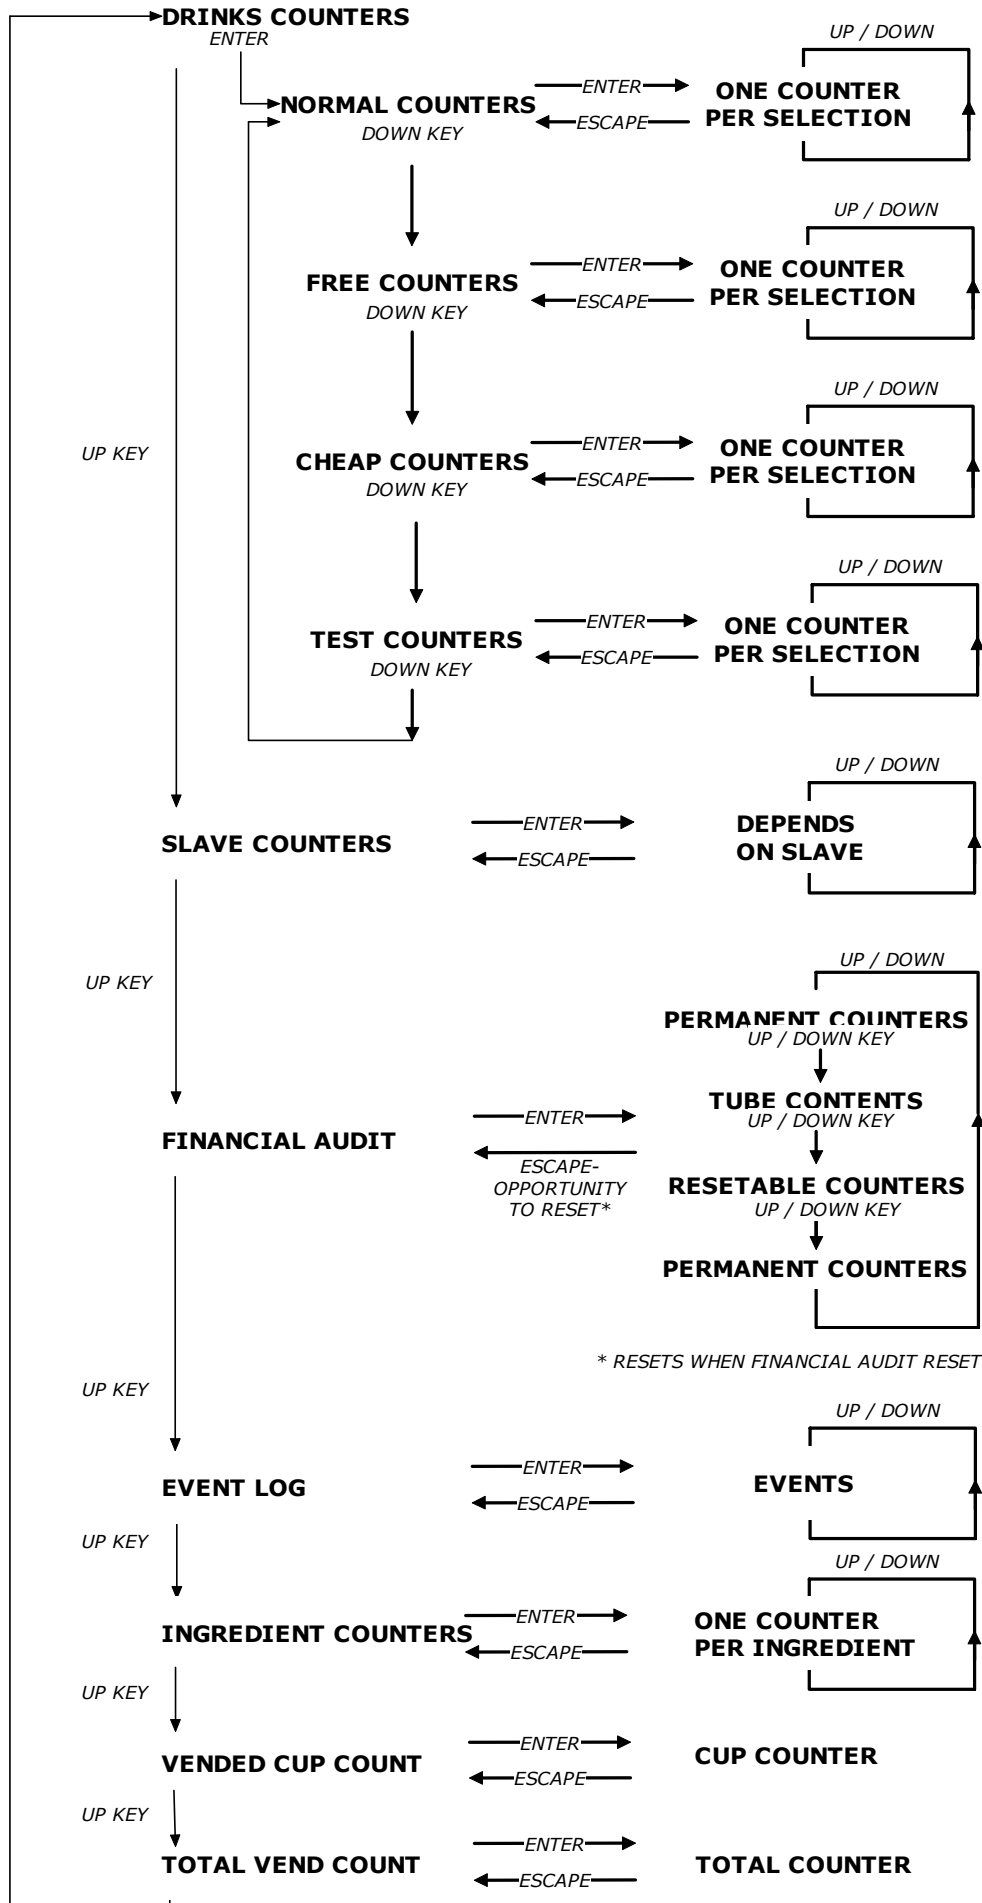 DRINKS COUNTERS
ENTER
UP / DOWN
NORMAL COUNTERS
DOWN KEY
ENTER
ESCAPE
ONE COUNTER
PER SELECTION
UP / DOWN
FREE COUNTERS
DOWN KEY
ENTER
ESCAPE
ONE COUNTER
PER SELECTION
UP / DOWN
UP KEY
CHEAP COUNTERS
DOWN KEY
ENTER
ESCAPE
ONE COUNTER
PER SELECTION
UP / DOWN
TEST COUNTERS
DOWN KEY
ENTER
ESCAPE
ONE COUNTER
PER SELECTION
UP / DOWN
SLAVE COUNTERS
ENTER
ESCAPE
DEPENDS
ON SLAVE
UP KEY
UP / DOWN
PERMANENT COUNTERS
UP / DOWN KEY
TUBE CONTENTS
UP / DOWN KEY
FINANCIAL AUDIT
ENTER
ESCAPE-
OPPORTUNITY
TO RESET*
RESETABLE COUNTERS
UP / DOWN KEY
PERMANENT COUNTERS
* RESETS WHEN FINANCIAL AUDIT RESET
UP KEY
UP / DOWN
EVENT LOG
ENTER
ESCAPE
EVENTS
UP KEY
UP / DOWN
INGREDIENT COUNTERS
ENTER
ESCAPE
ONE COUNTER
PER INGREDIENT
UP KEY
VENDED CUP COUNT
ENTER
ESCAPE
CUP COUNTER
UP KEY
TOTAL VEND COUNT
ENTER
ESCAPE
TOTAL COUNTER